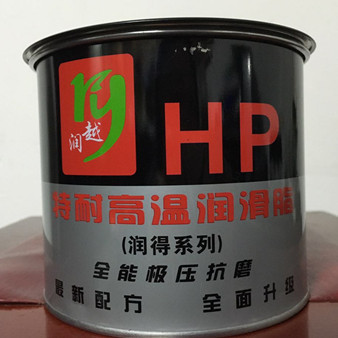 ry
润越
HP
特耐高温润滑脂
(润得系列)
全能极压抗磨
最新配方 全面升级